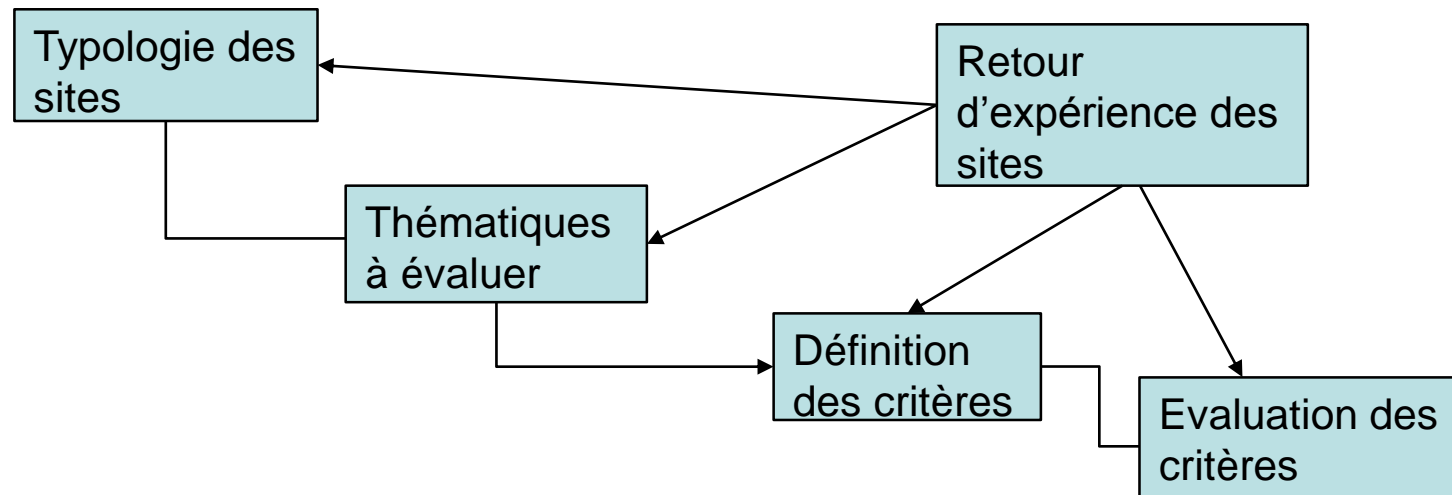 Typologie des
sites
Retour
d’expérience des
sites
Thématiques
à évaluer
Définition
des critères
Evaluation des
critères